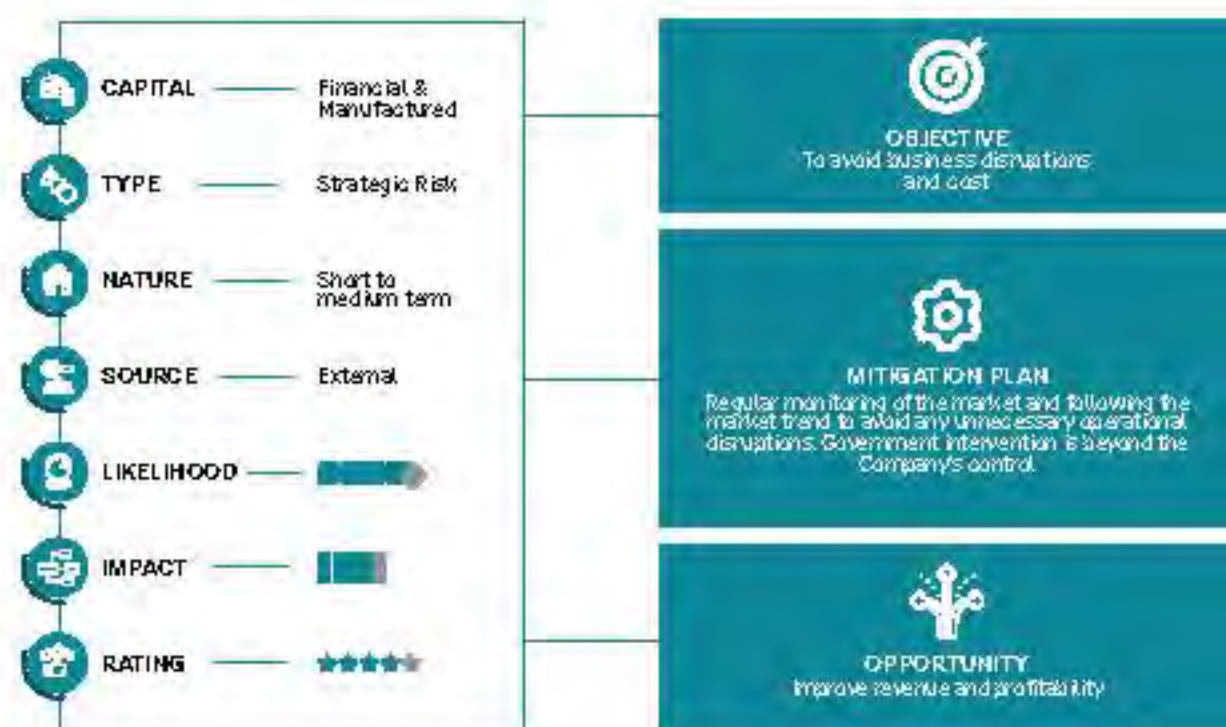 CAPITAL
Financial &
Manufactured
TYPE
Strategic Risk
NATURE
Short to
medium term
SOURCE
External
LIKELIHOOD
IMPACT
RATING
OBJECTIVE
To avoid business disruptions
and cost
MITIGATION PLAN
Regular monitoring of the market and following the
market trend to avoid any unnecessary operational
disruptions. Government intervention is beyond the
Company's control
OPPORTUNITY
Improve revenue and profitability